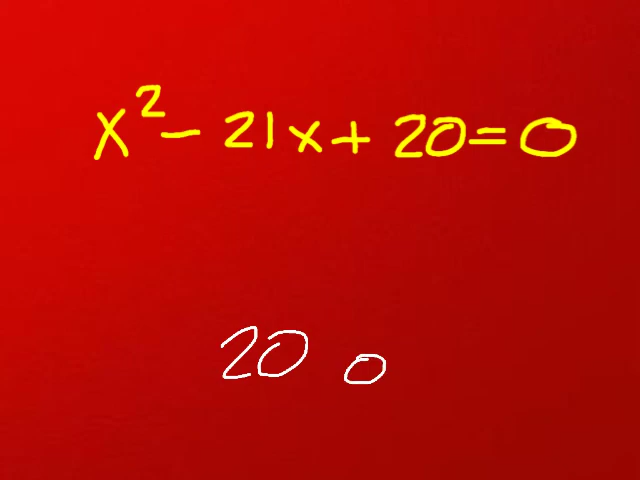 x² - 21x + 20 = 0
20 0